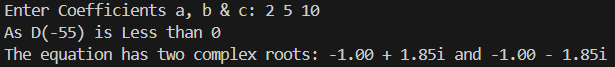 Enter Coefficients a, b & c: 2 5 10
As D(-55) is Less than 0
The equation has two complex roots: -1.00 + 1.85i and -1.00 - 1.85i